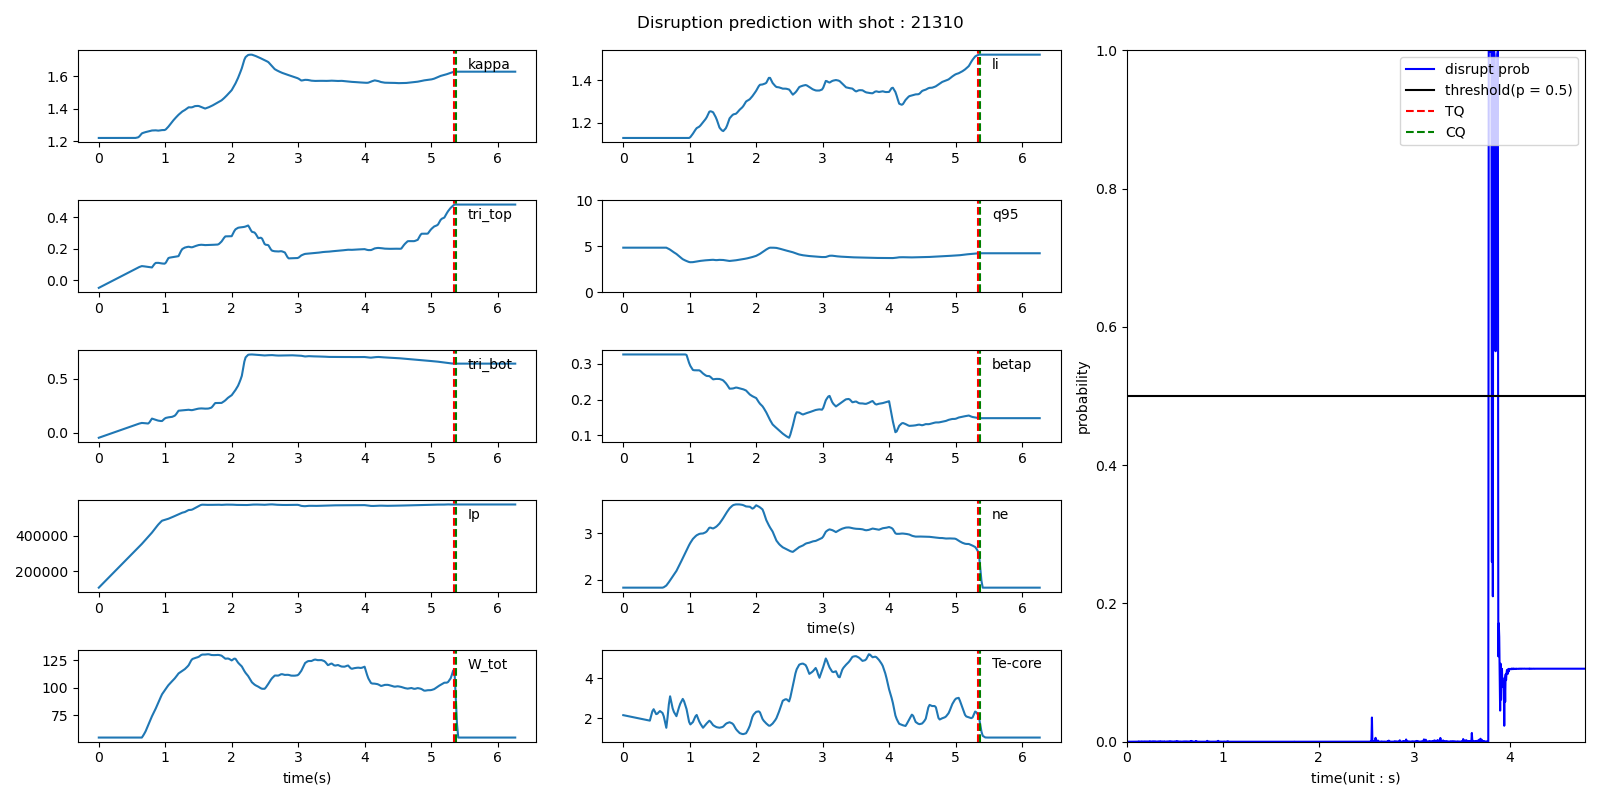 Disruption prediction with shot : 21310
kappa
1.6
1.4
1.2
0 1 2 3 4 5 6
li
1.4
1.2
0 1 2 3 4 5 6
tri_top
0.4
0.2
0.0
0 1 2 3 4 5 6
q95
10
5
0
0 1 2 3 4 5 6
tri_bot
0.5
0.0
0 1 2 3 4 5 6
betap
0.3
0.2
0.1
0 1 2 3 4 5 6
Ip
400000
200000
0 1 2 3 4 5 6
ne
3
2
0 1 2 3 4 5 6
time(s)
W_tot
125
100
75
0 1 2 3 4 5 6
time(s)
Te-core
4
2
0 1 2 3 4 5 6
disrupt prob
threshold(p = 0.5)
TQ
CQ
probability
1.0
0.8
0.6
0.4
0.2
0.0
0 1 2 3 4
time(unit : s)